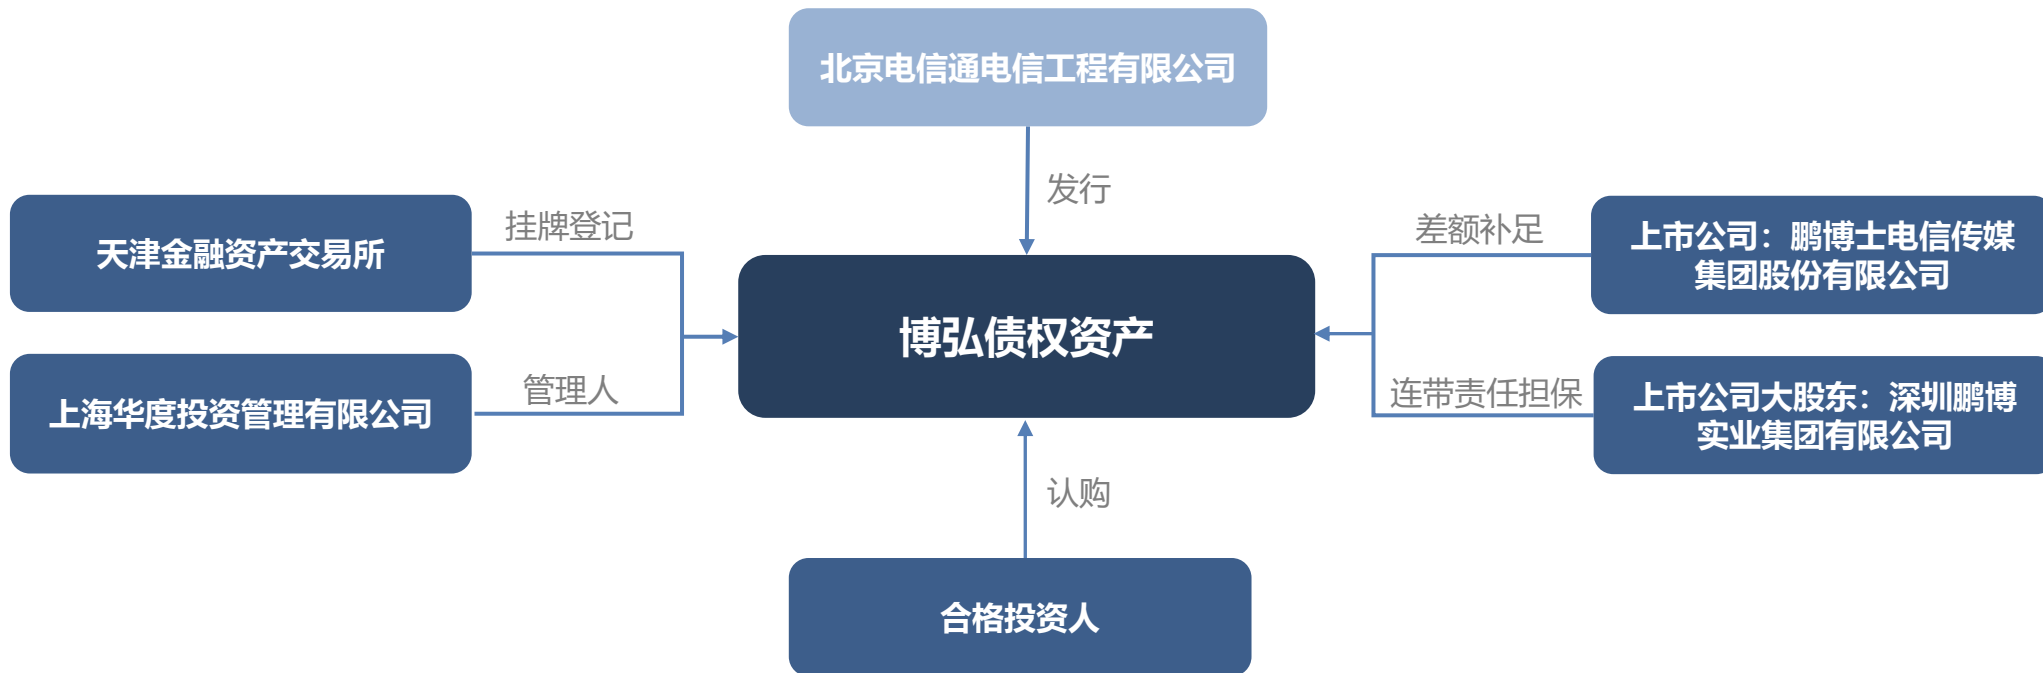 北京电信通电信工程有限公司
发行
天津金融资产交易所
挂牌登记
差额补足
上市公司：鹏博士电信传媒
集团股份有限公司
博弘债权资产
上海华度投资管理有限公司
管理人
连带责任担保
上市公司大股东：深圳鹏博
实业集团有限公司
认购
合格投资人